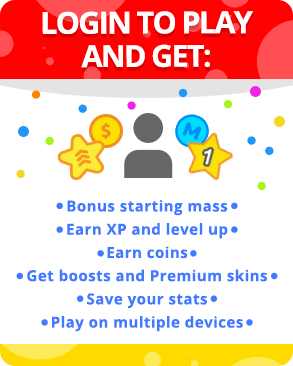 LOGIN TO PLAY
AND GET:
$ M
1
•Bonus starting mass•
•Earn XP and level up•
•Earn coins•
•Get boosts and Premium skins•
•Save your stats•
•Play on multiple devices•